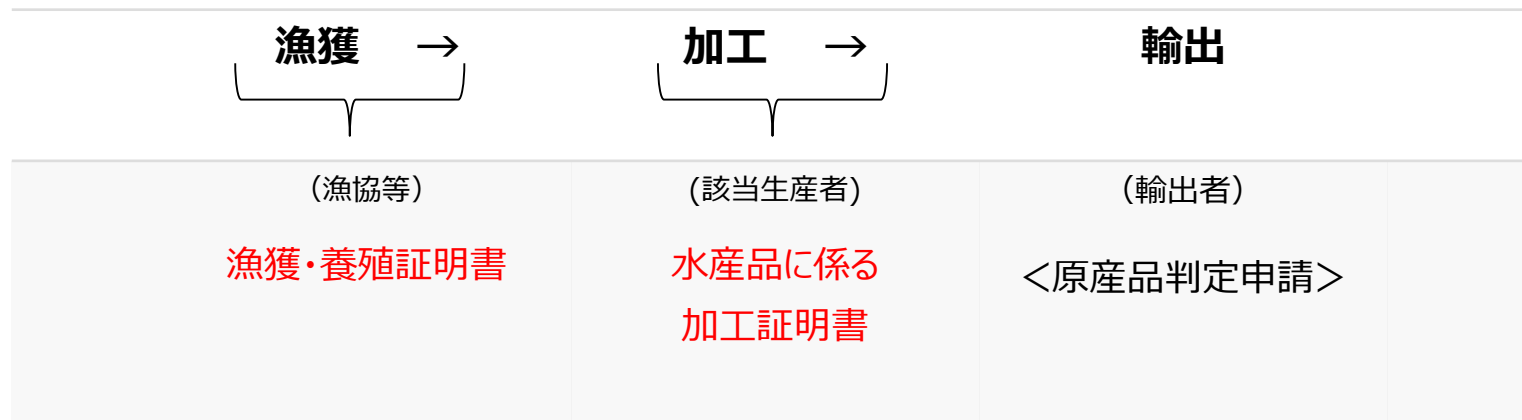 漁獲 → 加工 → 輸出
（漁協等） (該当生産者) （輸出者）
漁獲・養殖証明書 水産品に係る ＜原産品判定申請＞
加工証明書